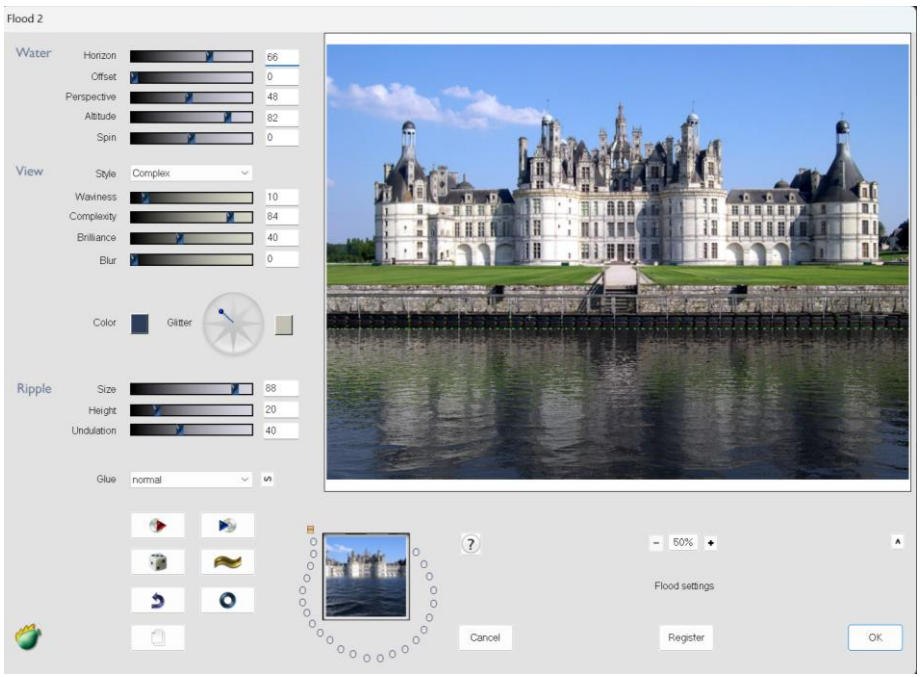 Flood 2
Water
Horizon 66
Offset 0
Perspective 48
Altitude 82
Spin 0
View
Style Complex
Waviness 10
Complexity 84
Brilliance 40
Blur 0
Color Glitter
Ripple
Size 88
Height 20
Undulation 40
Glue normal
?
- 50% +
Flood settings
Cancel Register OK